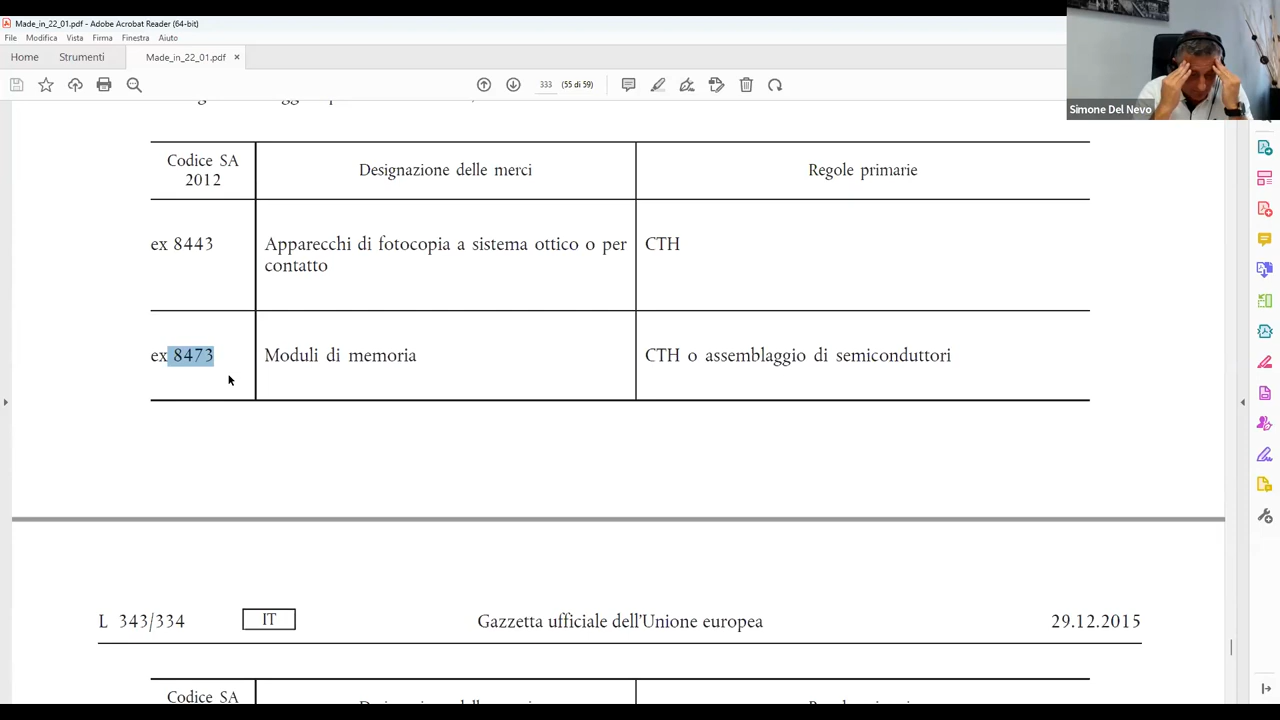 Made_in_22_01.pdf - Adobe Acrobat Reader (64-bit)
File Modifica Vista Firma Finestra Aiuto
Home Strumenti Made_in_22_01.pdf ×
333 (55 di 59)
Simone Del Nevo
Codice SA 2012
Designazione delle merci
Regole primarie
ex 8443
Apparecchi di fotocopia a sistema ottico o per
contatto
CTH
ex 8473
Moduli di memoria
CTH o assemblaggio di semiconduttori
L 343/334 IT Gazzetta ufficiale dell'Unione europea 29.12.2015
Codice SA